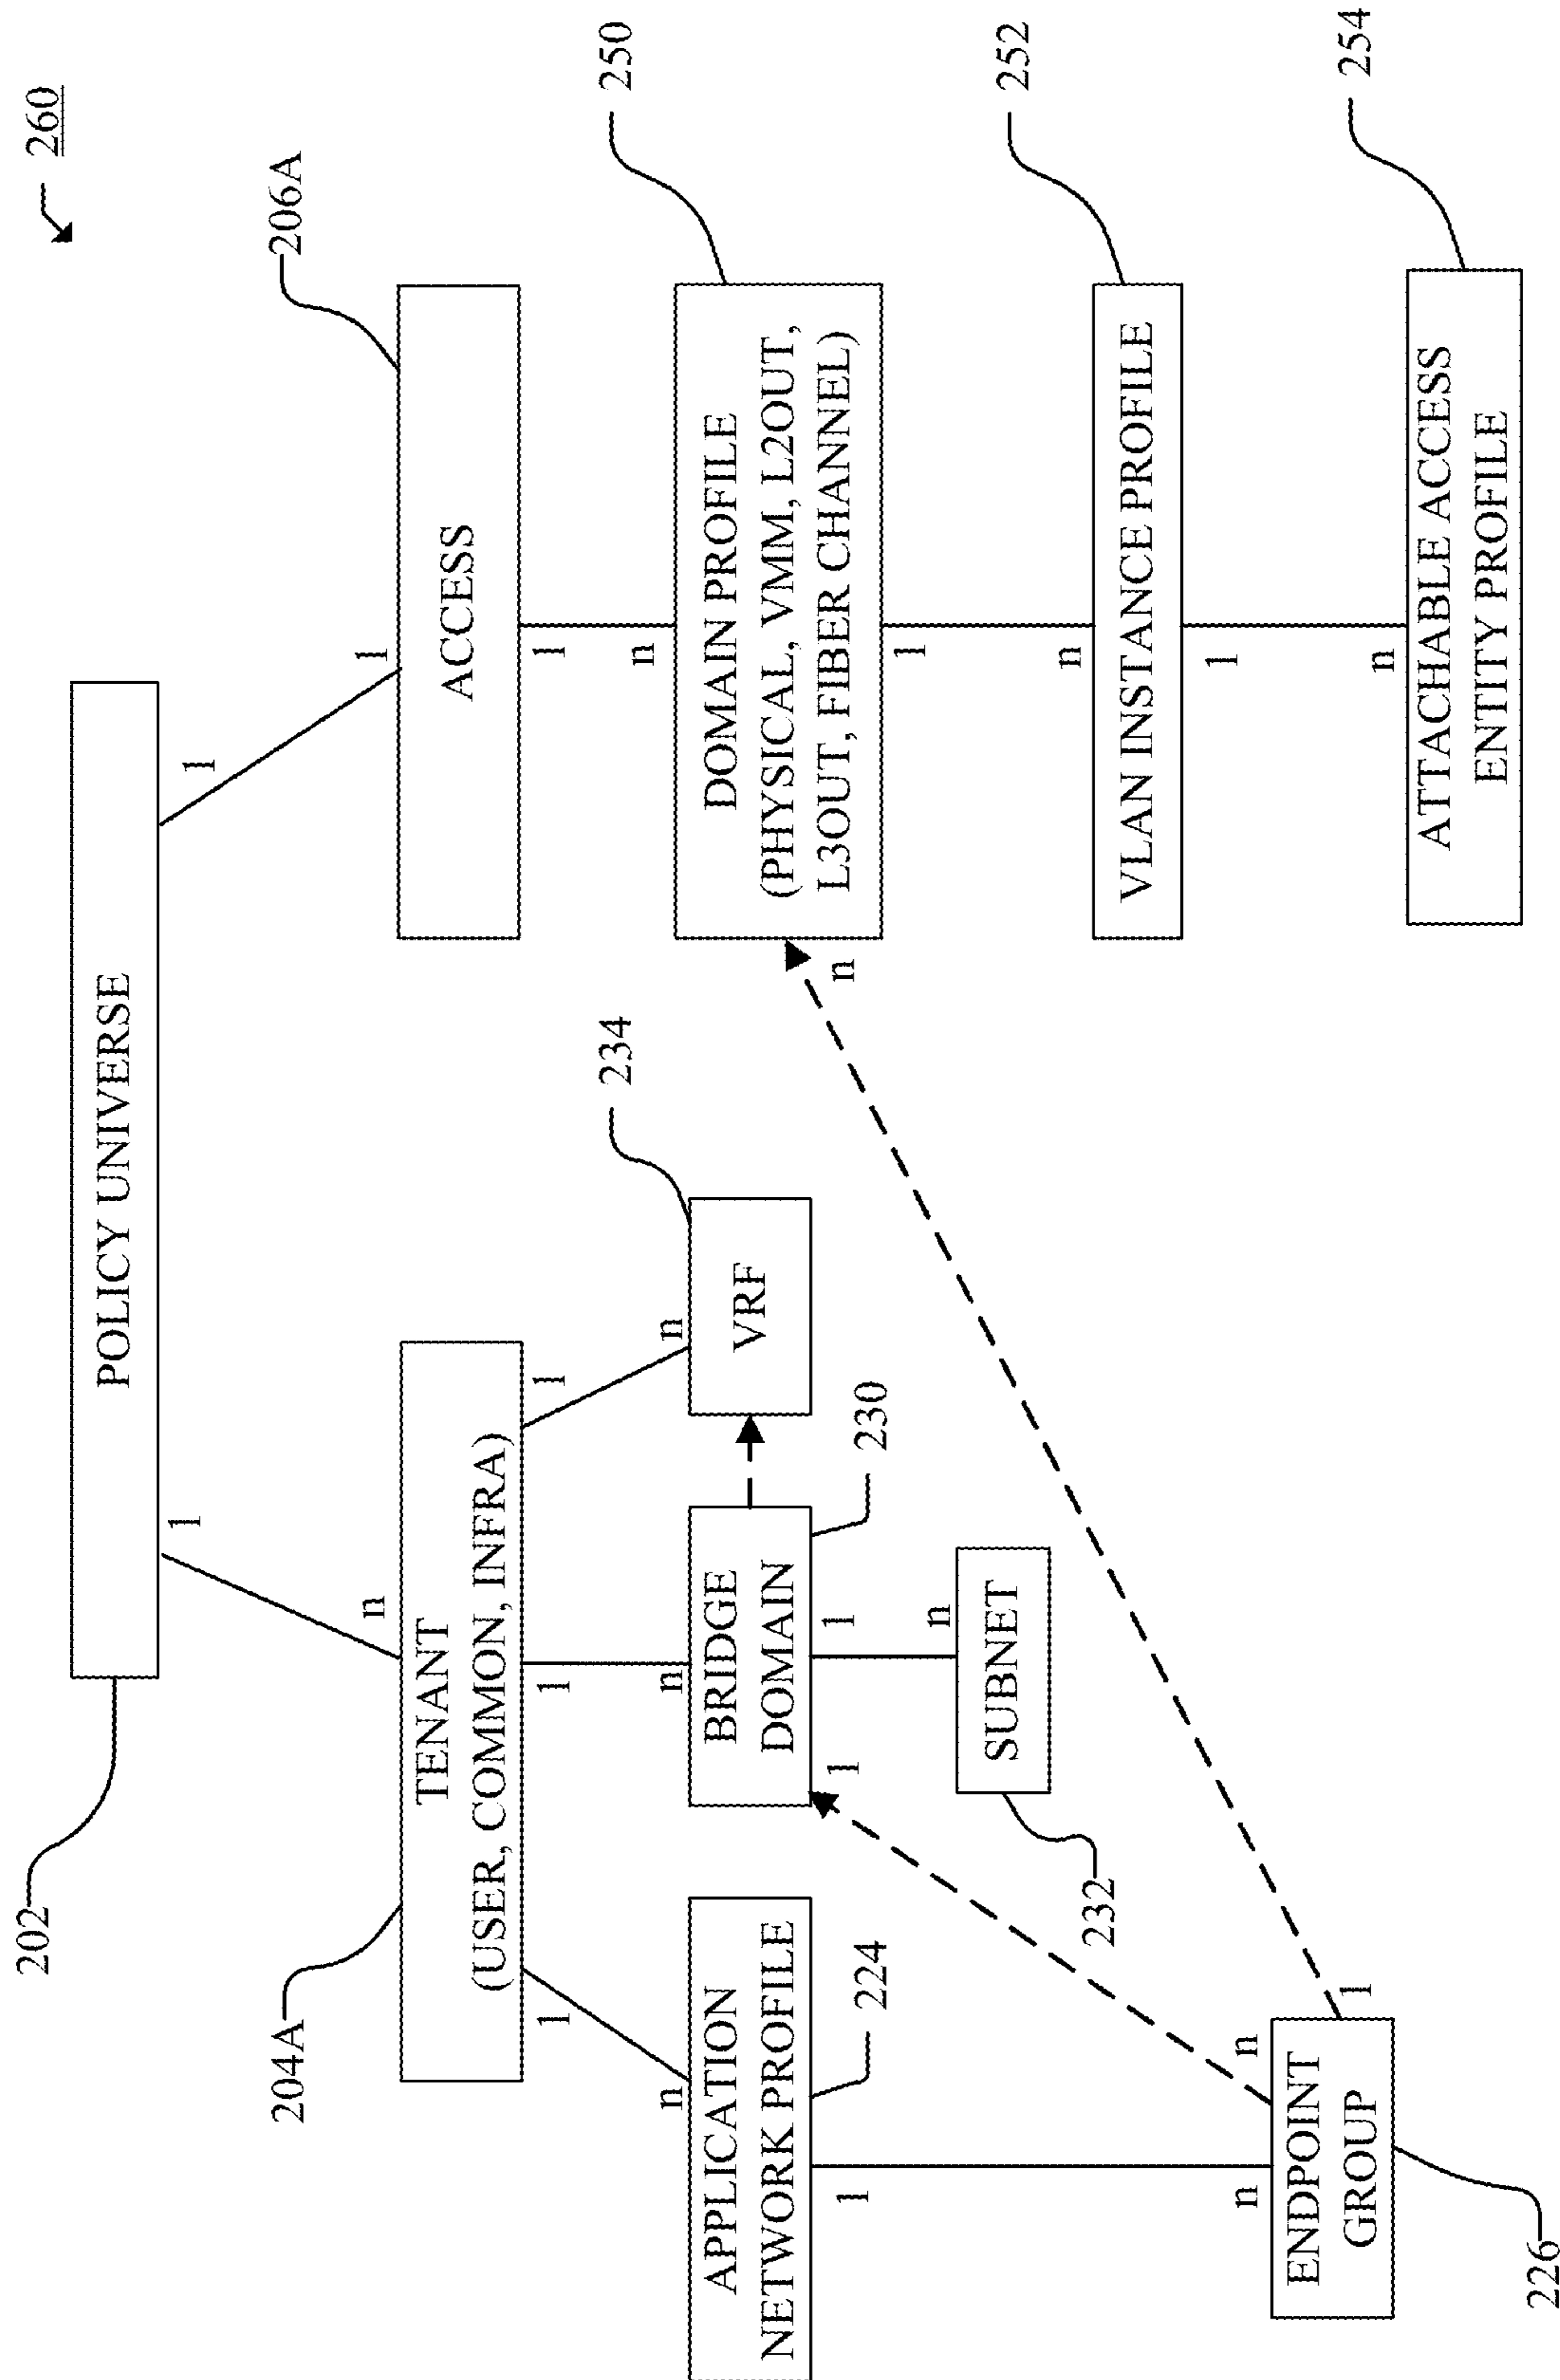 260
202
POLICY UNIVERSE
1
1
204A
n
1
206A
TENANT
(USER, COMMON, INFRA)
ACCESS
1
1
1
1
n
n
n
n
234
250
APPLICATION
NETWORK PROFILE
BRIDGE
DOMAIN
VRF
DOMAIN PROFILE
(PHYSICAL, VMM, L2OUT,
L3OUT, FIBER CHANNEL)
1
224
1
1
230
n
1
n
n
232
SUBNET
252
VLAN INSTANCE PROFILE
1
n
n
n
1
254
ENDPOINT
GROUP
ATTACHABLE ACCESS
ENTITY PROFILE
226